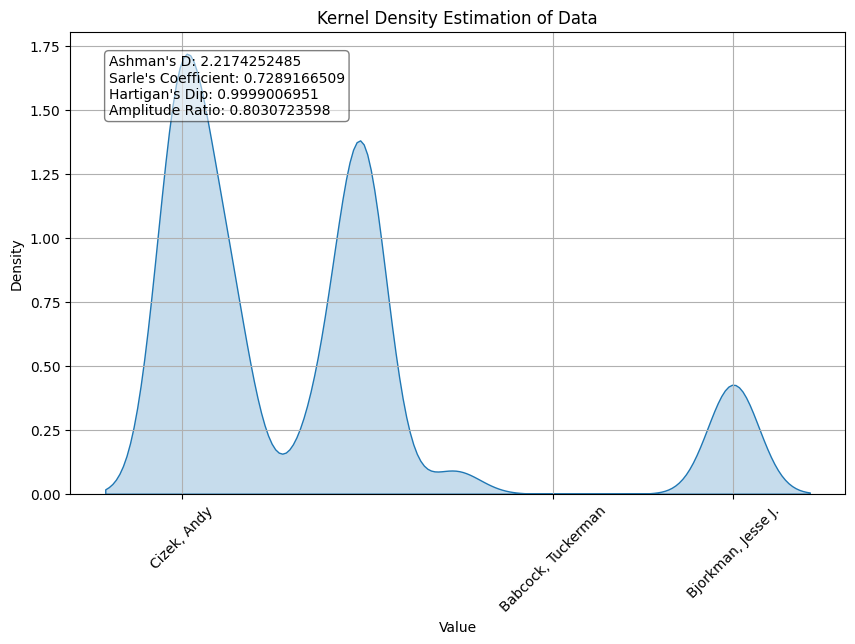 Kernel Density Estimation of Data
Ashman's D: 2.2174252485
Sarle's Coefficient: 0.7289166509
Hartigan's Dip: 0.9999006951
Amplitude Ratio: 0.8030723598
Density
1.75
1.50
1.25
1.00
0.75
0.50
0.25
0.00
Cizek, Andy
Babcock, Tuckerman
Bjorkman, Jesse J.
Value